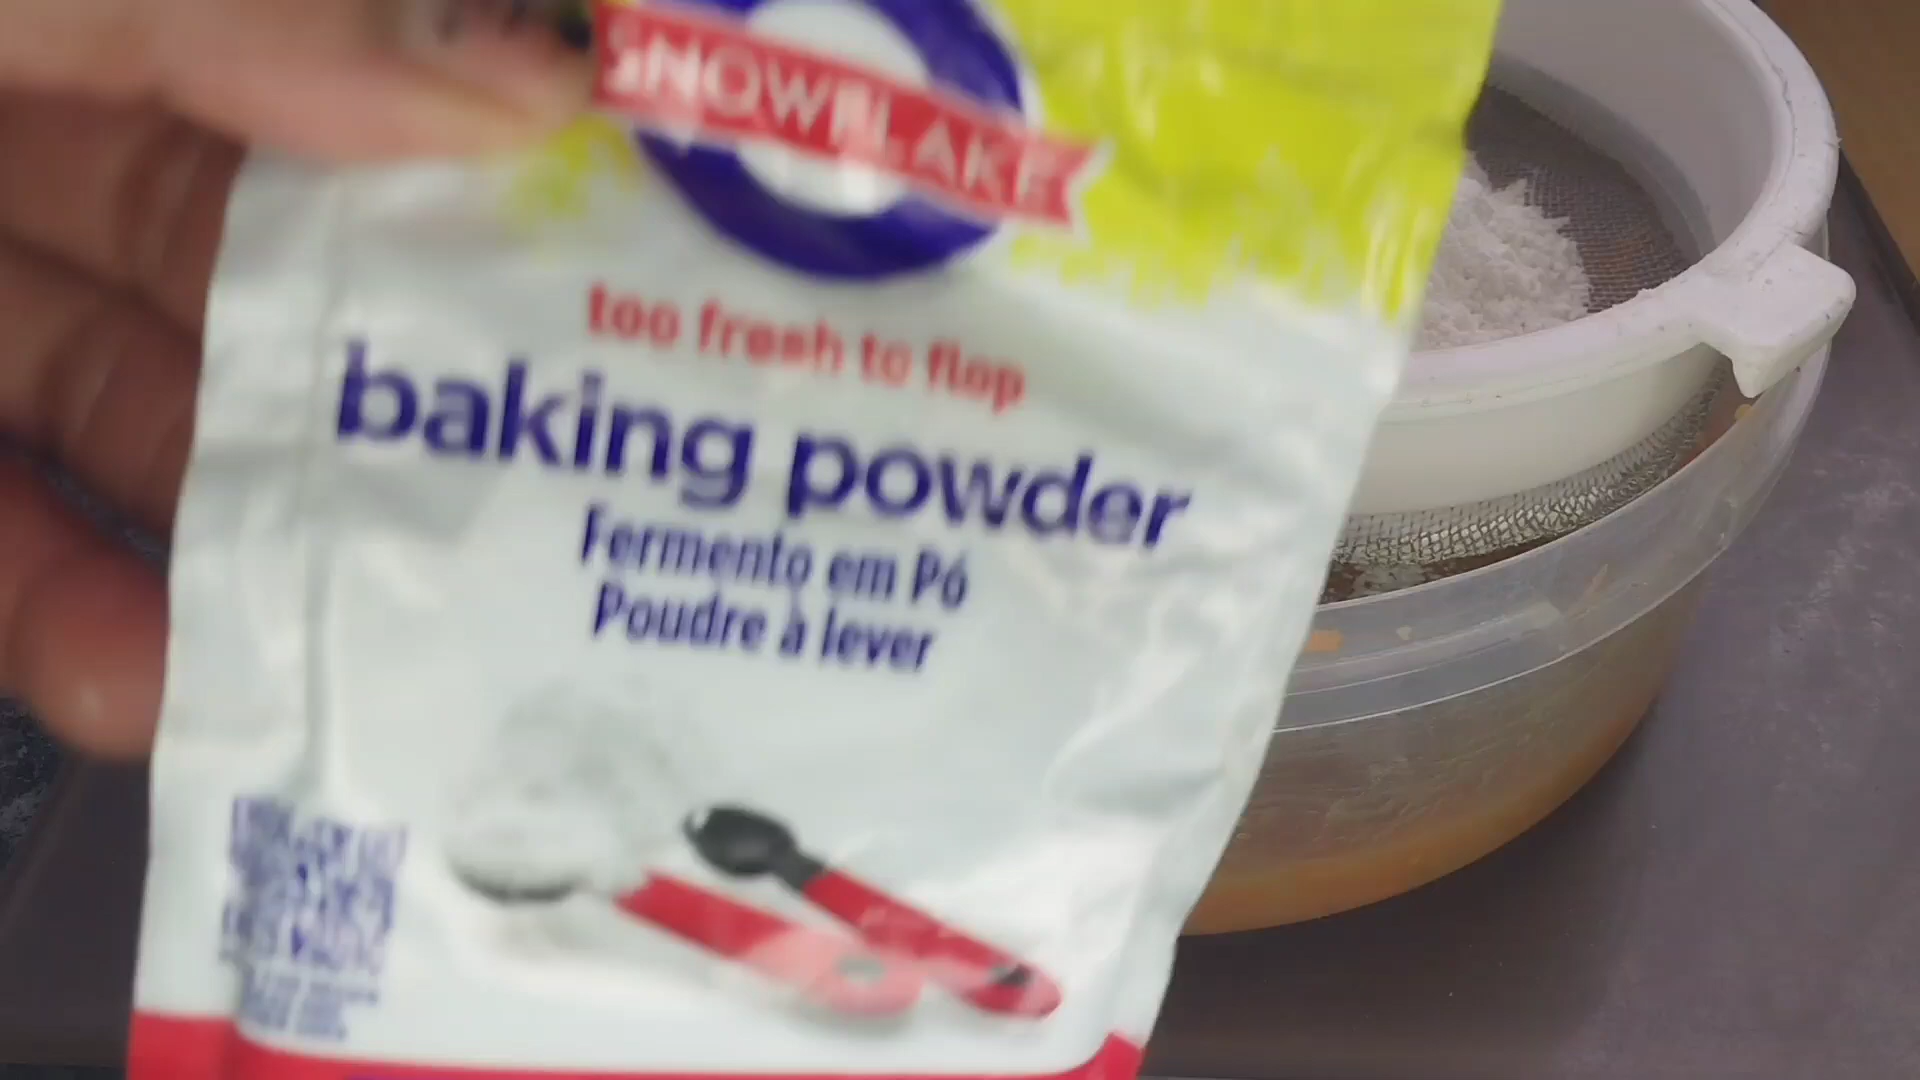 SNOWFLAKE
too fresh to flop
baking powder
Fermento em Pó
Poudre à lever